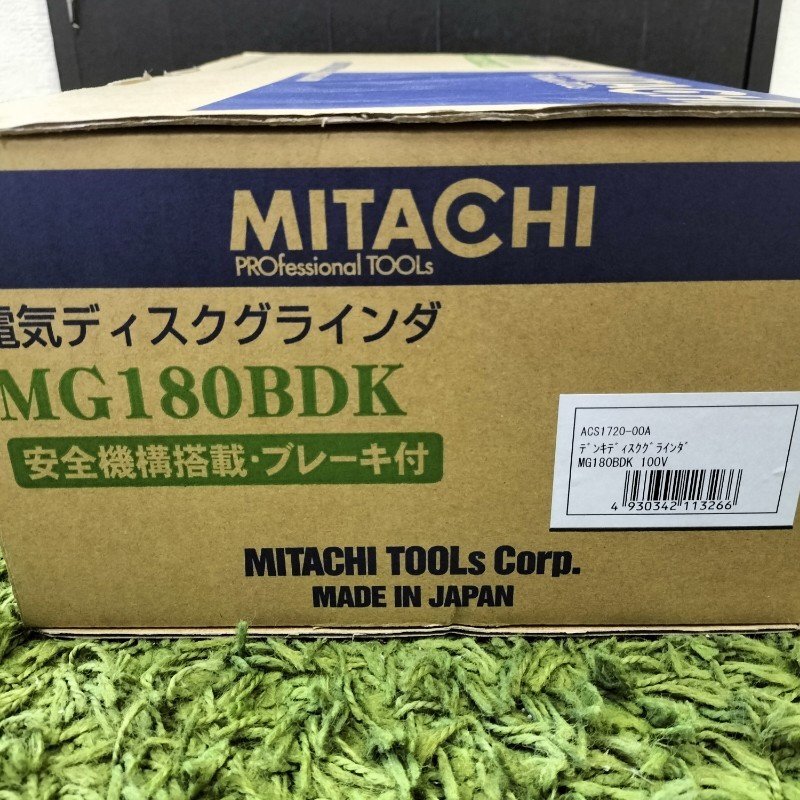 MITACHI
PROfessional TOOLs
電気ディスクグラインダ
MG180BDK
安全機構搭載・ブレーキ付
ACS1720-00A
ﾃﾞﾝｷﾃﾞｨｽｸｸﾞﾗｲﾝﾀﾞ
MG180BDK 100V
4 930342 113266
MITACHI TOOLs Corp.
MADE IN JAPAN